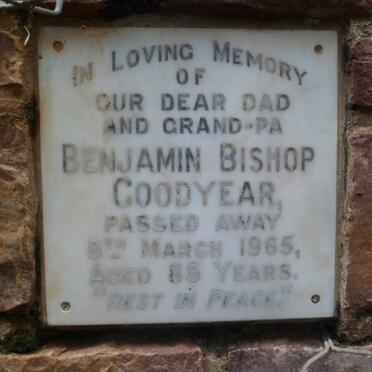 IN LOVING MEMORY
OF
OUR DEAR DAD
AND GRAND-PA
BENJAMIN BISHOP
GOODYEAR,
PASSED AWAY
8TH MARCH 1965,
AGED 85 YEARS.
"REST IN PEACE."